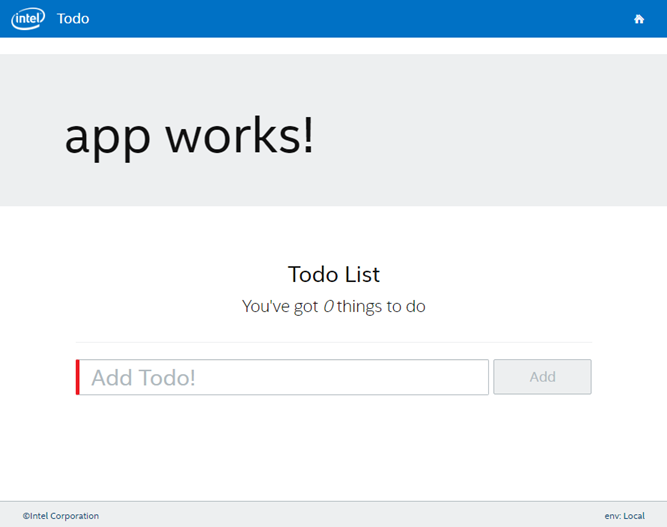 intel Todo
app works!
Todo List
You've got 0 things to do
Add Todo! Add
©Intel Corporation env: Local